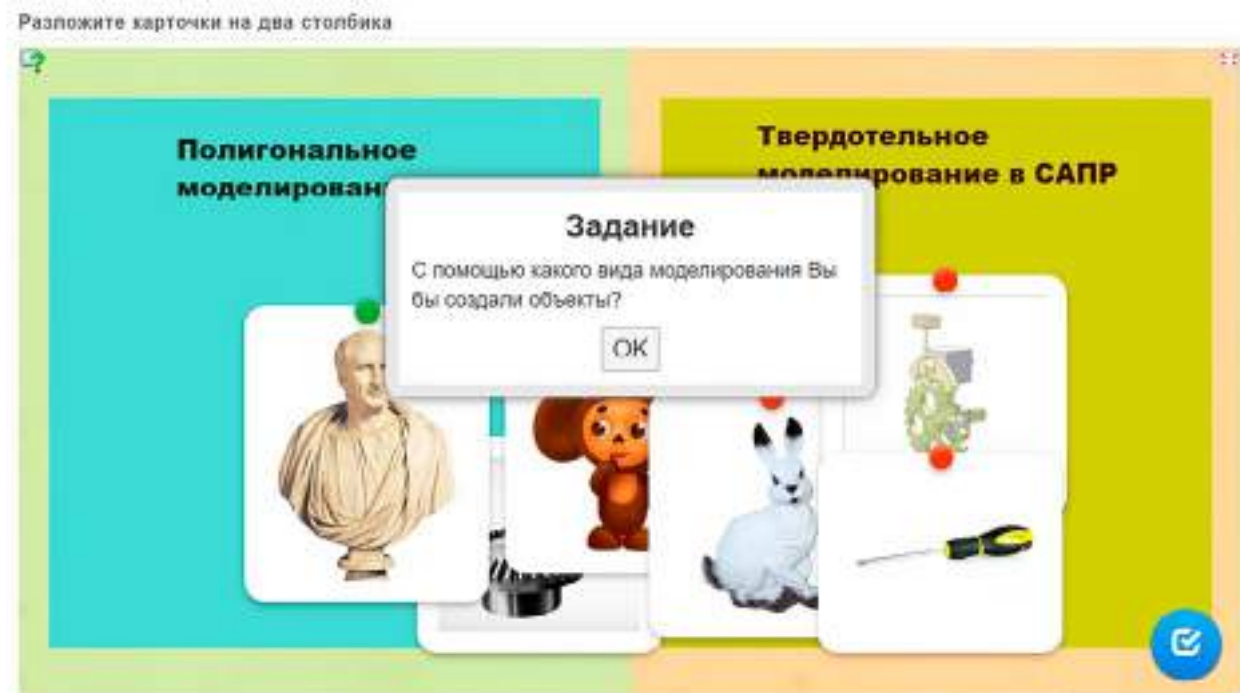 Разложите карточки на два столбика
Полигональное
моделирован
Твердотельное
моделирование в САПР
Задание
С помощью какого вида моделирования Вы
бы создали объекты?
OK